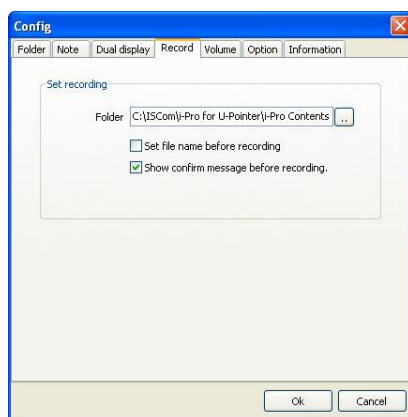 Config
Folder Note Dual display Record Volume Option Information
Set recording
Folder C:\ISCom\i-Pro for U-Pointer\i-Pro Contents ..
Set file name before recording
Show confirm message before recording.
Ok Cancel